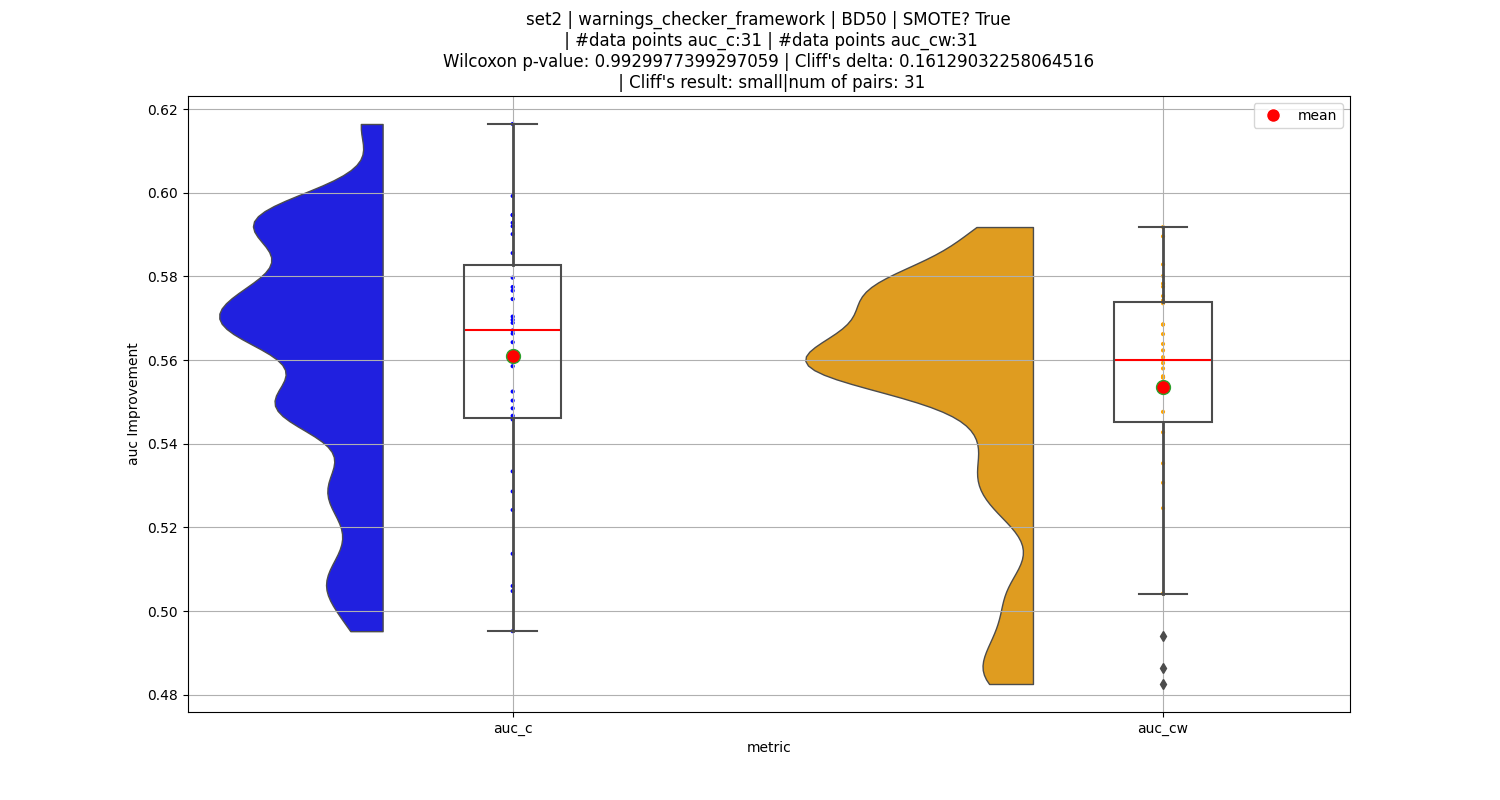 set2 | warnings_checker_framework | BD50 | SMOTE? True
| #data points auc_c:31 | #data points auc_cw:31
Wilcoxon p-value: 0.9929977399297059 | Cliff's delta: 0.16129032258064516
| Cliff's result: small|num of pairs: 31
mean
0.62
0.60
0.58
0.56
0.54
0.52
0.50
0.48
auc Improvement
auc_c
auc_cw
metric